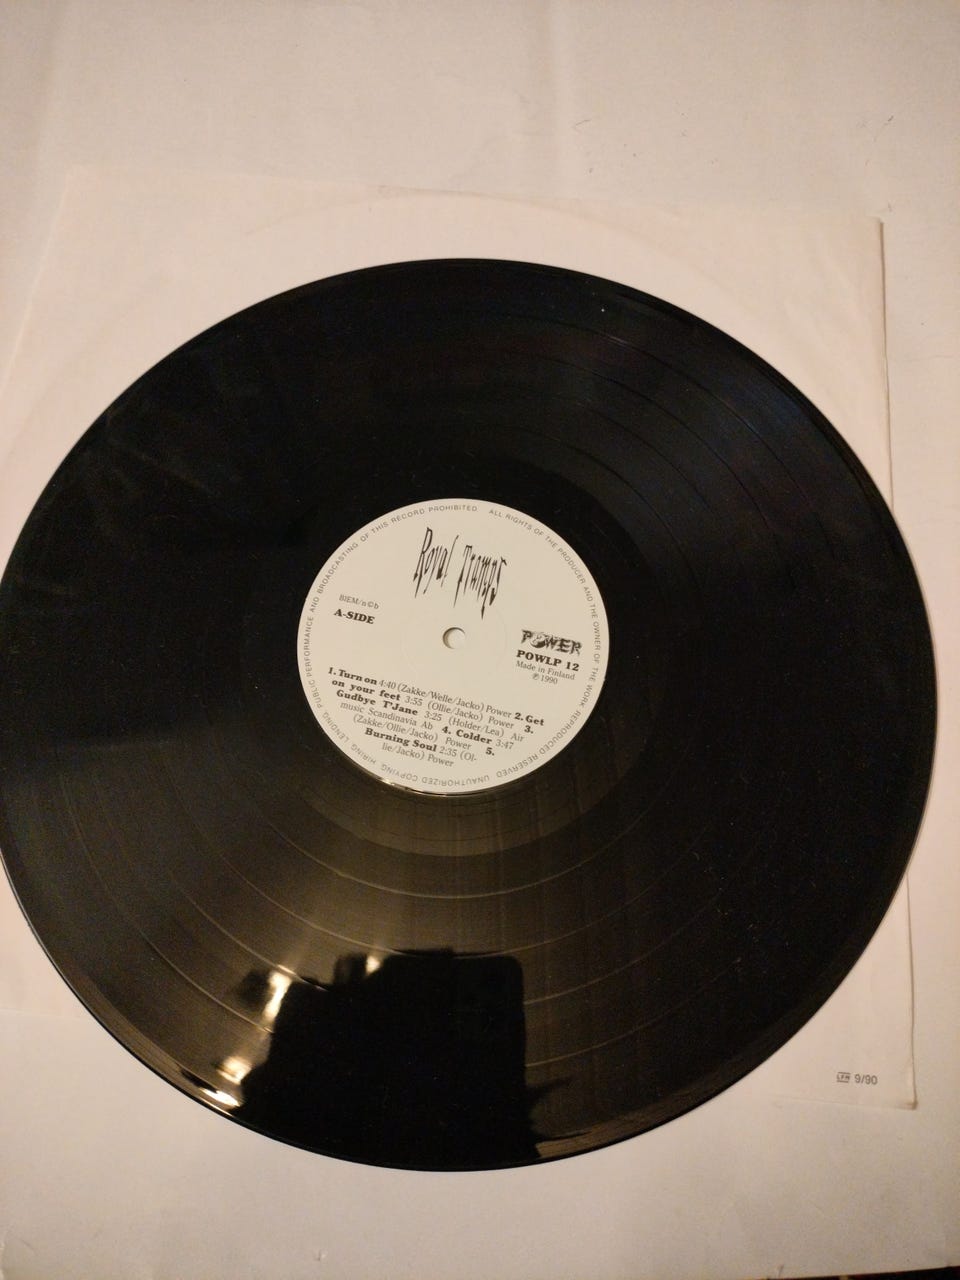 ALL RIGHTS OF THE PRODUCER AND THE OWNER OF THE WORK REPRODUCED RESERVED UNAUTHORIZED COPYING HIRING LENDING PUBLIC PERFORMANCE AND BROADCASTING OF THIS RECORD PROHIBITED
Royal Tramps
BIEM/n©b
A-SIDE
POWER
POWLP 12
Made in Finland
℗ 1990
1. Turn on 4:40 (Zakke/Welle/Jacko) Power 2. Get
on your feet 3:55 (Ollie/Jacko) Power 3.
Gudbye T'Jane 3:25 (Holder/Lea) Air
music Scandinavia Ab 4. Colder 3:47
(Zakke/Ollie/Jacko) Power 5.
Burning Soul 2:35 (Ol-
lie/Jacko) Power
LFM 9/90